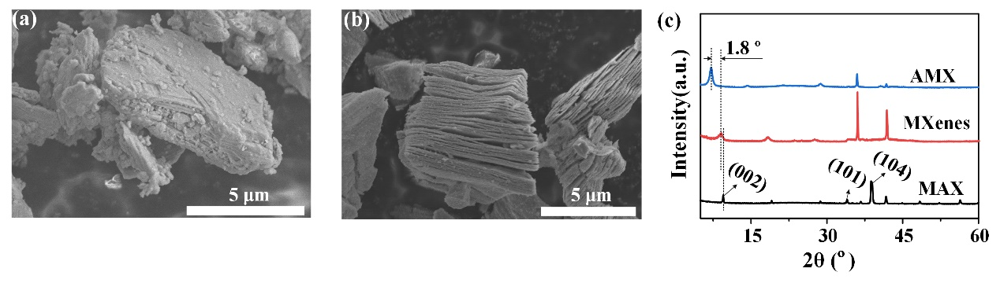 (a)
5 μm
(b)
5 μm
(c)
1.8 º
AMX
MXenes
(002)
(101)
(104)
MAX
Intensity(a.u.)
15 30 45 60
2θ (º)